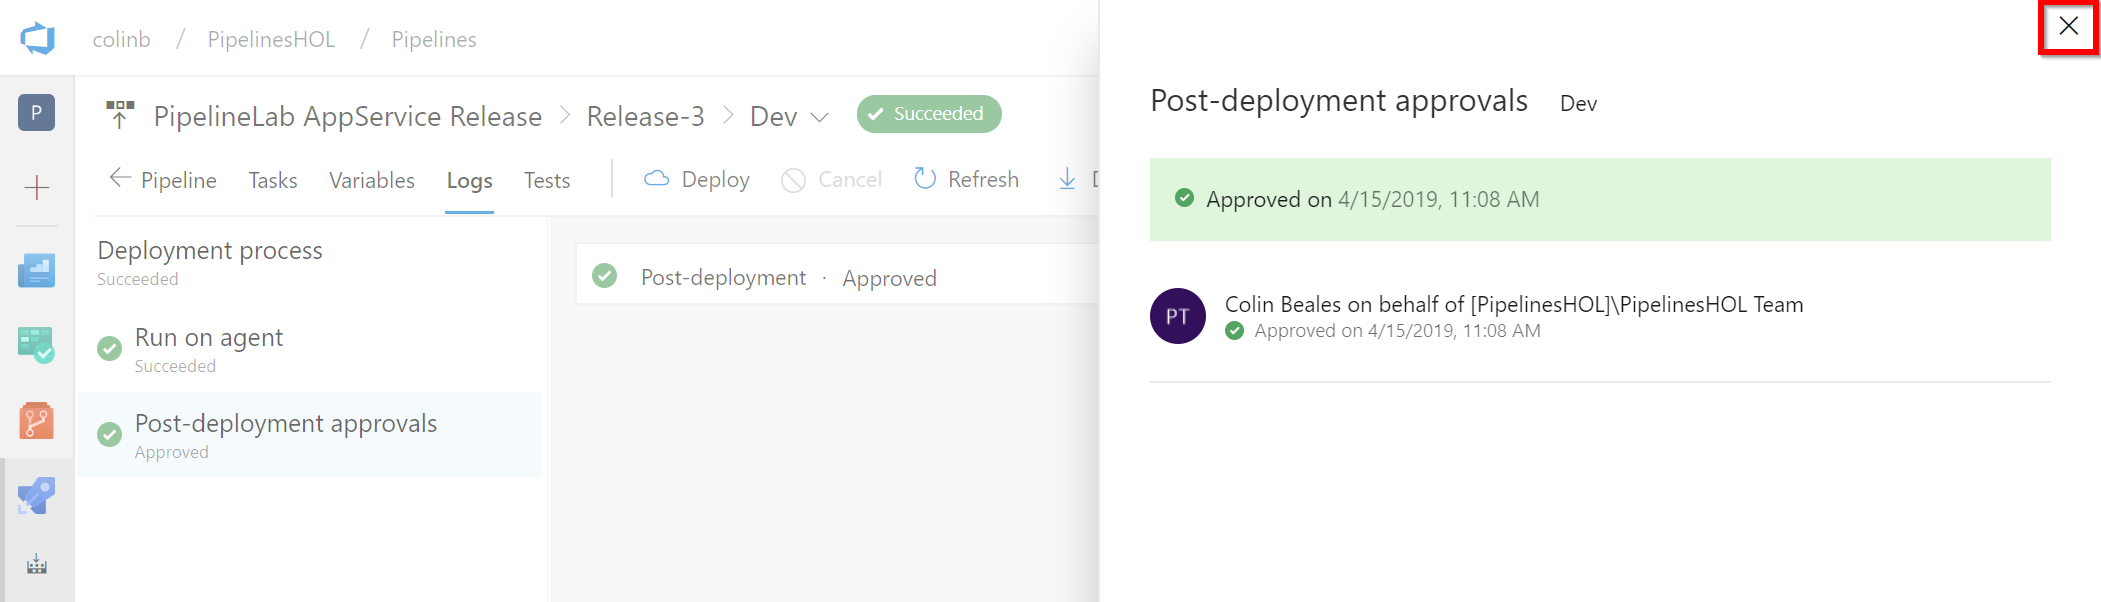 colinb / PipelinesHOL / Pipelines
P
PipelineLab AppService Release > Release-3 > Dev Succeeded
Pipeline Tasks Variables Logs Tests Deploy Cancel Refresh
Deployment process
Succeeded
Run on agent
Succeeded
Post-deployment approvals
Approved
Post-deployment · Approved
Post-deployment approvals Dev
Approved on 4/15/2019, 11:08 AM
PT
Colin Beales on behalf of [PipelinesHOL]\PipelinesHOL Team
Approved on 4/15/2019, 11:08 AM